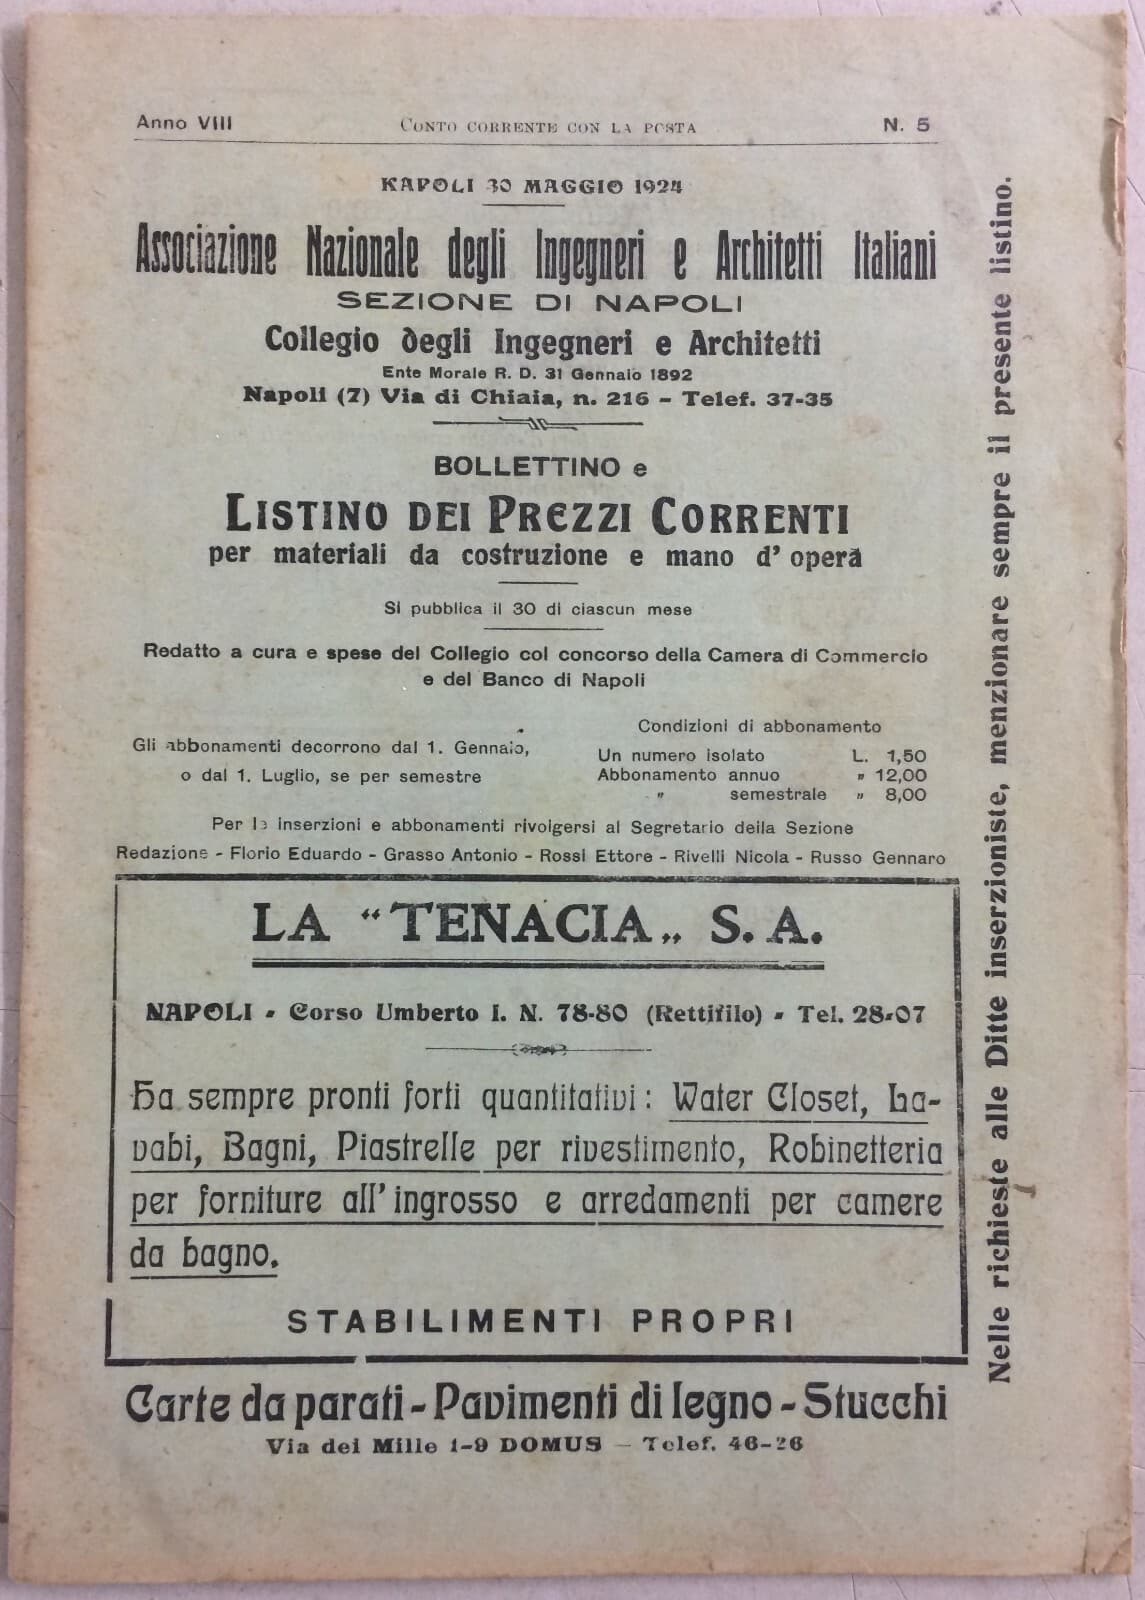 Anno VIII
CONTO CORRENTE CON LA POSTA
N. 5
KAPOLI 30 MAGGIO 1924
Associazione Nazionale degli Ingegneri e Architetti Italiani
SEZIONE DI NAPOLI
Collegio degli Ingegneri e Architetti
Ente Morale R. D. 31 Gennaio 1892
Napoli (7) Via di Chiaia, n. 216 - Telef. 37-35
BOLLETTINO e
LISTINO DEI PREZZI CORRENTI
per materiali da costruzione e mano d' opera
Si pubblica il 30 di ciascun mese
Redatto a cura e spese del Collegio col concorso della Camera di Commercio
e del Banco di Napoli
Gli abbonamenti decorrono dal 1. Gennaio,
o dal 1. Luglio, se per semestre
Condizioni di abbonamento
Un numero isolato L. 1,50
Abbonamento annuo " 12,00
" semestrale " 8,00
Per le inserzioni e abbonamenti rivolgersi al Segretario della Sezione
Redazione - Florio Eduardo - Grasso Antonio - Rossi Ettore - Rivelli Nicola - Russo Gennaro
LA “TENACIA„ S. A.
NAPOLI - Corso Umberto I. N. 78-80 (Rettifilo) - Tel. 28-07
Ha sempre pronti forti quantitativi: Water Closet, La-
vabi, Bagni, Piastrelle per rivestimento, Robinetteria
per forniture all' ingrosso e arredamenti per camere
da bagno.
STABILIMENTI PROPRI
Carte da parati - Pavimenti di legno - Stucchi
Via dei Mille 1-9 DOMUS - Telef. 46-26
Nelle richieste alle Ditte inserzioniste, menzionare sempre il presente listino.